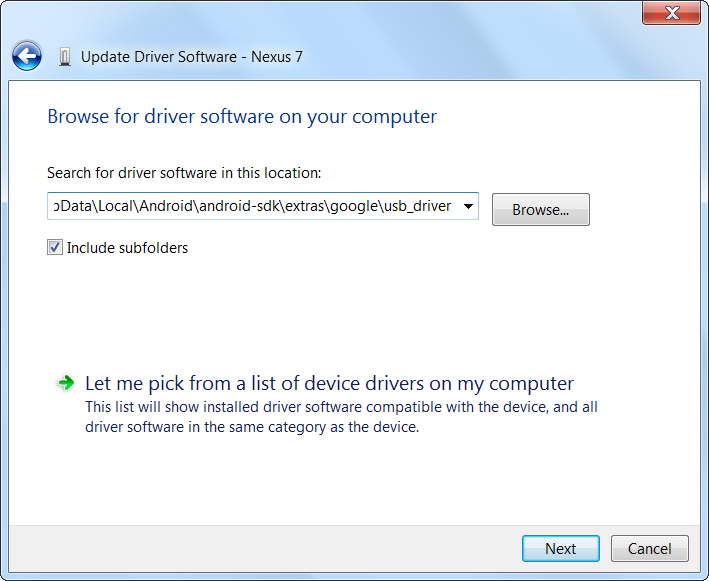 Update Driver Software - Nexus 7
Browse for driver software on your computer
Search for driver software in this location:
pData\Local\Android\android-sdk\extras\google\usb_driver
Browse...
Include subfolders
Let me pick from a list of device drivers on my computer
This list will show installed driver software compatible with the device, and all
driver software in the same category as the device.
Next
Cancel